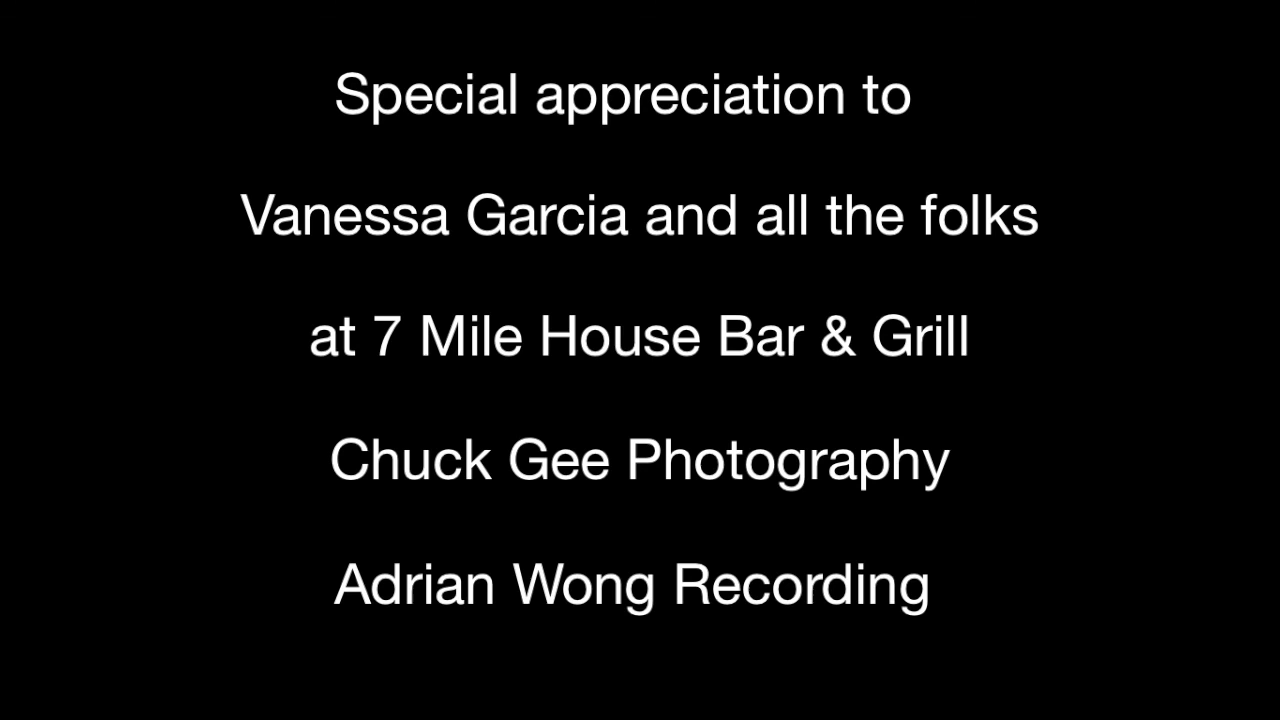 Special appreciation to
Vanessa Garcia and all the folks
at 7 Mile House Bar & Grill
Chuck Gee Photography
Adrian Wong Recording